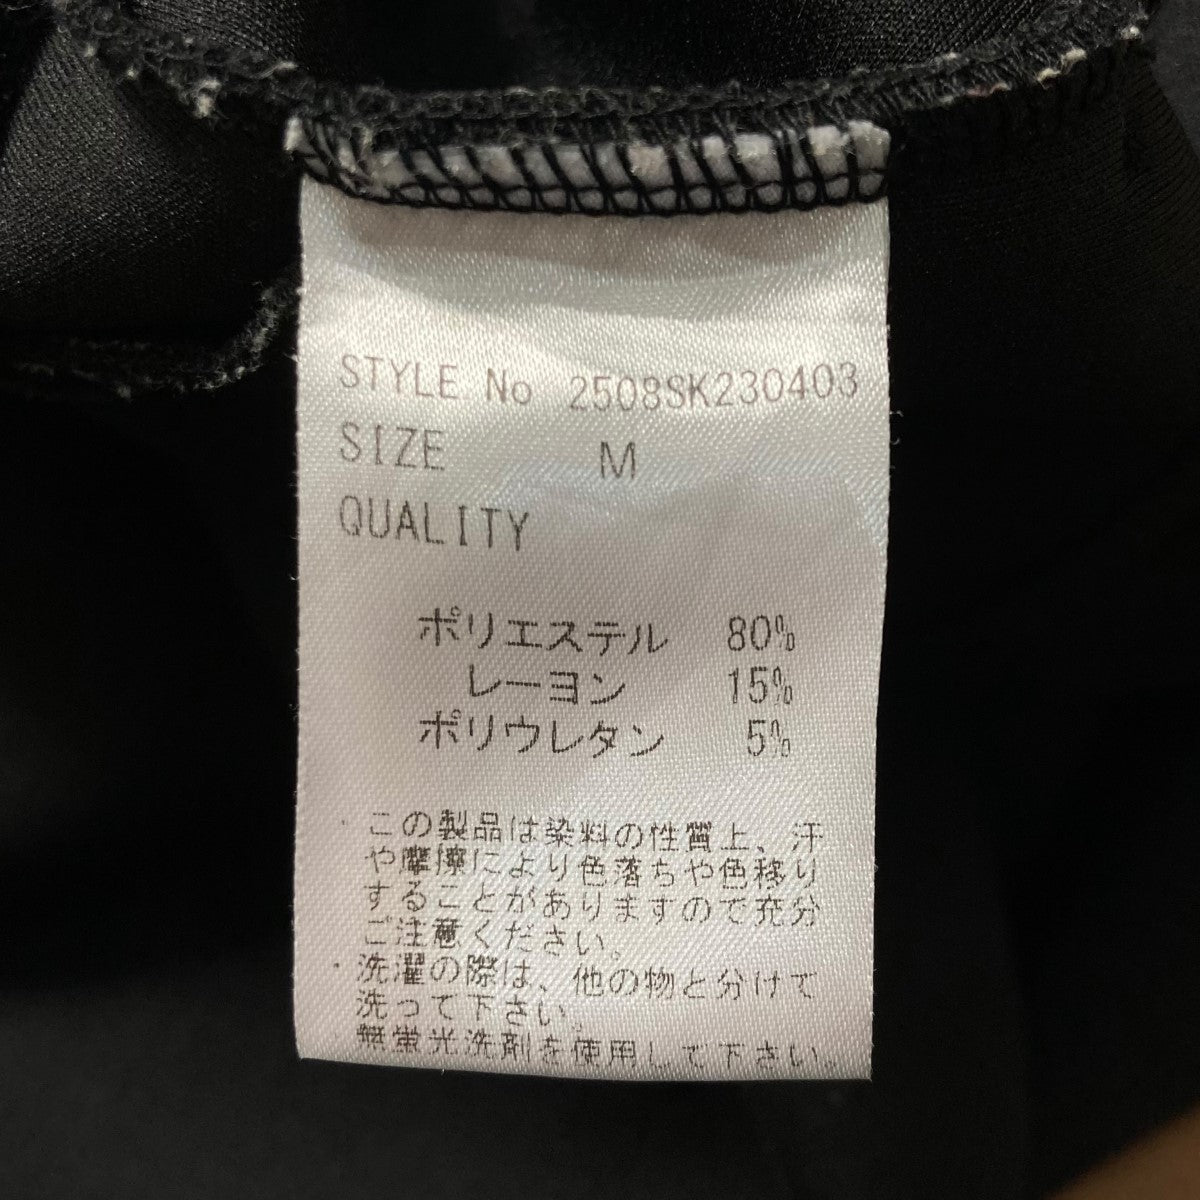 STYLE No 2508SK230403
SIZE M
QUALITY
ポリエステル 80%
レーヨン 15%
ポリウレタン 5%
・この製品は染料の性質上、汗
や摩擦により色落ちや色移り
することがありますので充分
ご注意ください。
・洗濯の際は、他の物と分けて
洗って下さい。
無蛍光洗剤を使用して下さい。